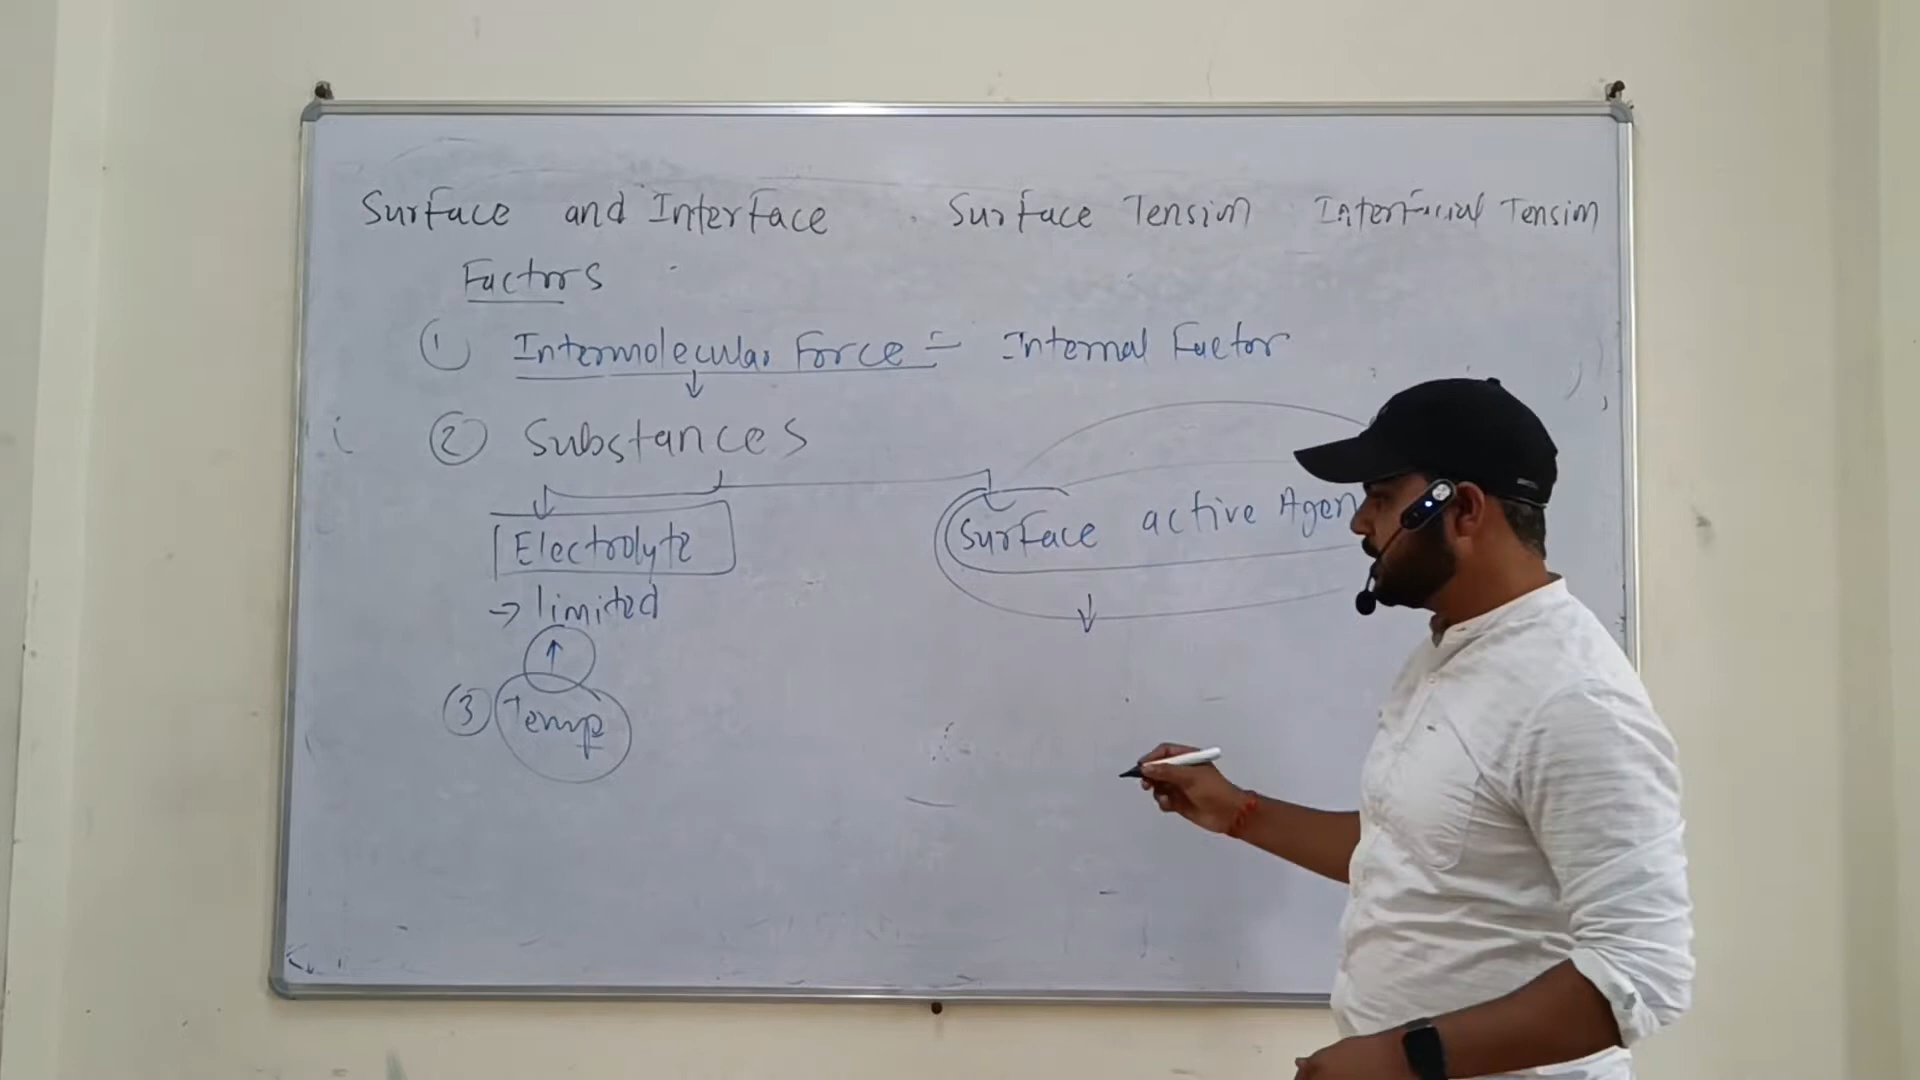 Surface and Interface . Surface Tension Interfacial Tension
Factors
① Intermolecular Force = Internal Factor
↓
② Substances
Electrolyte Surface active Agen
→ limited ↓
↑
③ Temp